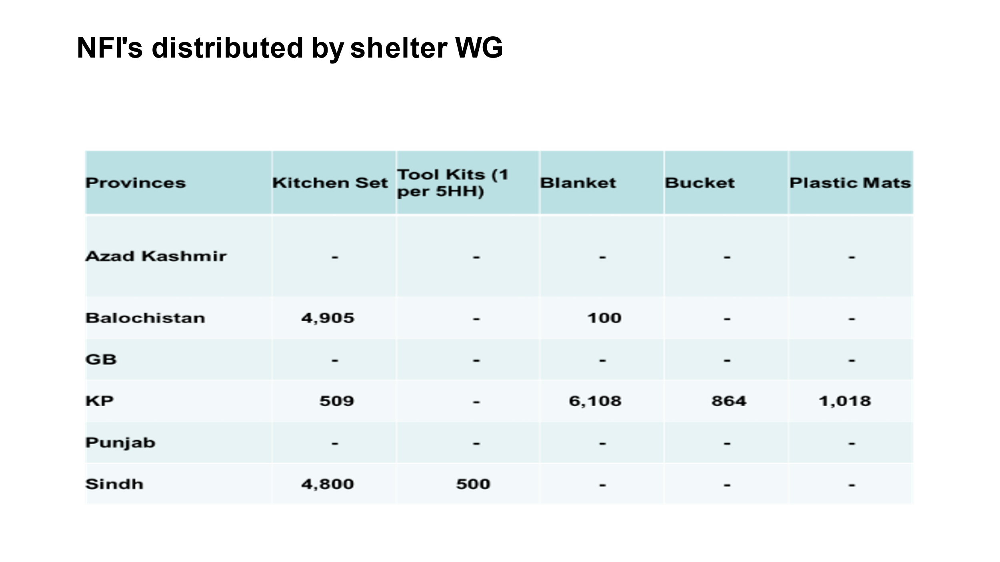 NFI's distributed by shelter WG
Provinces Kitchen Set Tool Kits (1 per 5HH) Blanket Bucket Plastic Mats
Azad Kashmir - - - - -
Balochistan 4,905 - 100 - -
GB - - - - -
KP 509 - 6,108 864 1,018
Punjab - - - - -
Sindh 4,800 500 - - -